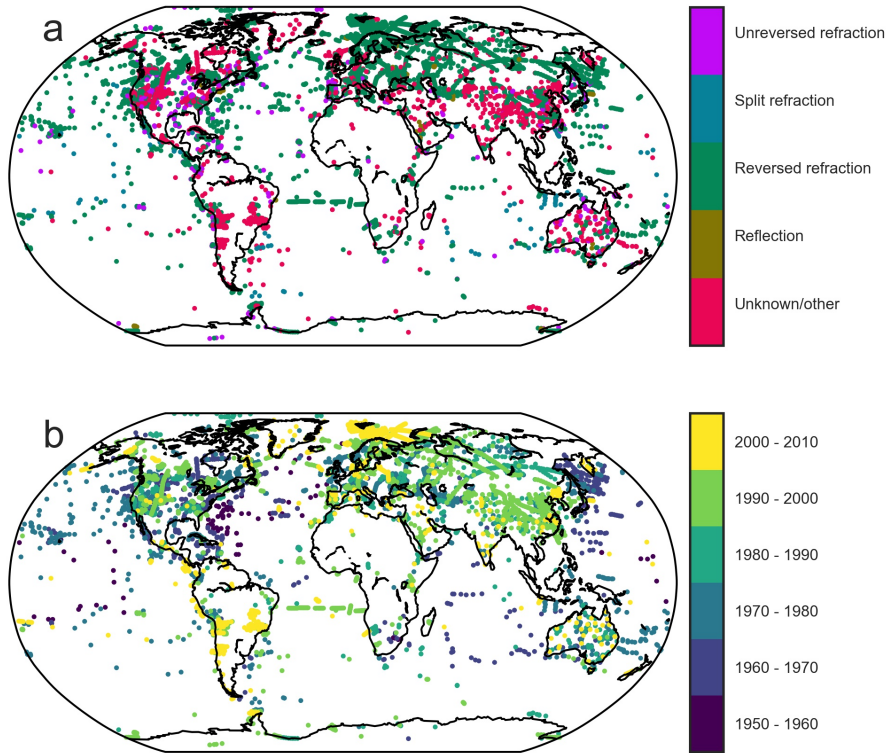 a
Unreversed refraction
Split refraction
Reversed refraction
Reflection
Unknown/other
b
2000 - 2010
1990 - 2000
1980 - 1990
1970 - 1980
1960 - 1970
1950 - 1960